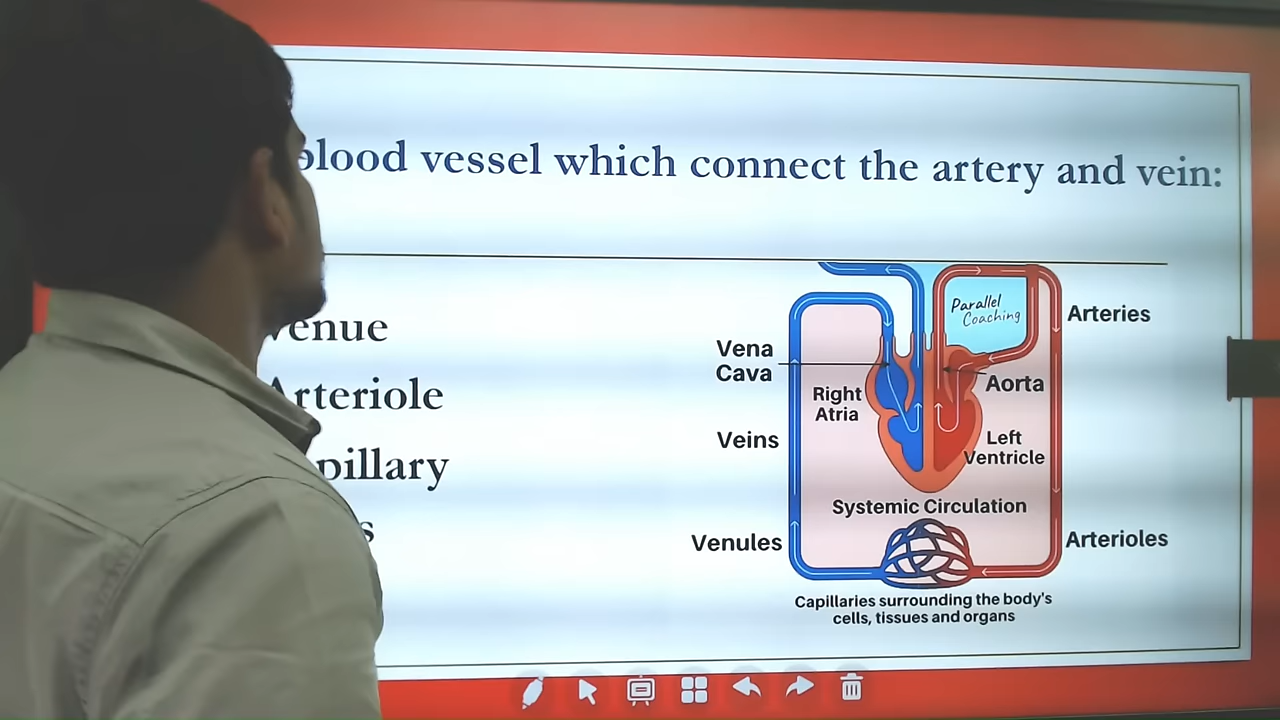 blood vessel which connect the artery and vein:
venue
Arteriole
pillary
s
Parallel
Coaching
Arteries
Vena
Cava
Aorta
Right
Atria
Veins
Left
Ventricle
Systemic Circulation
Venules
Arterioles
Capillaries surrounding the body's
cells, tissues and organs